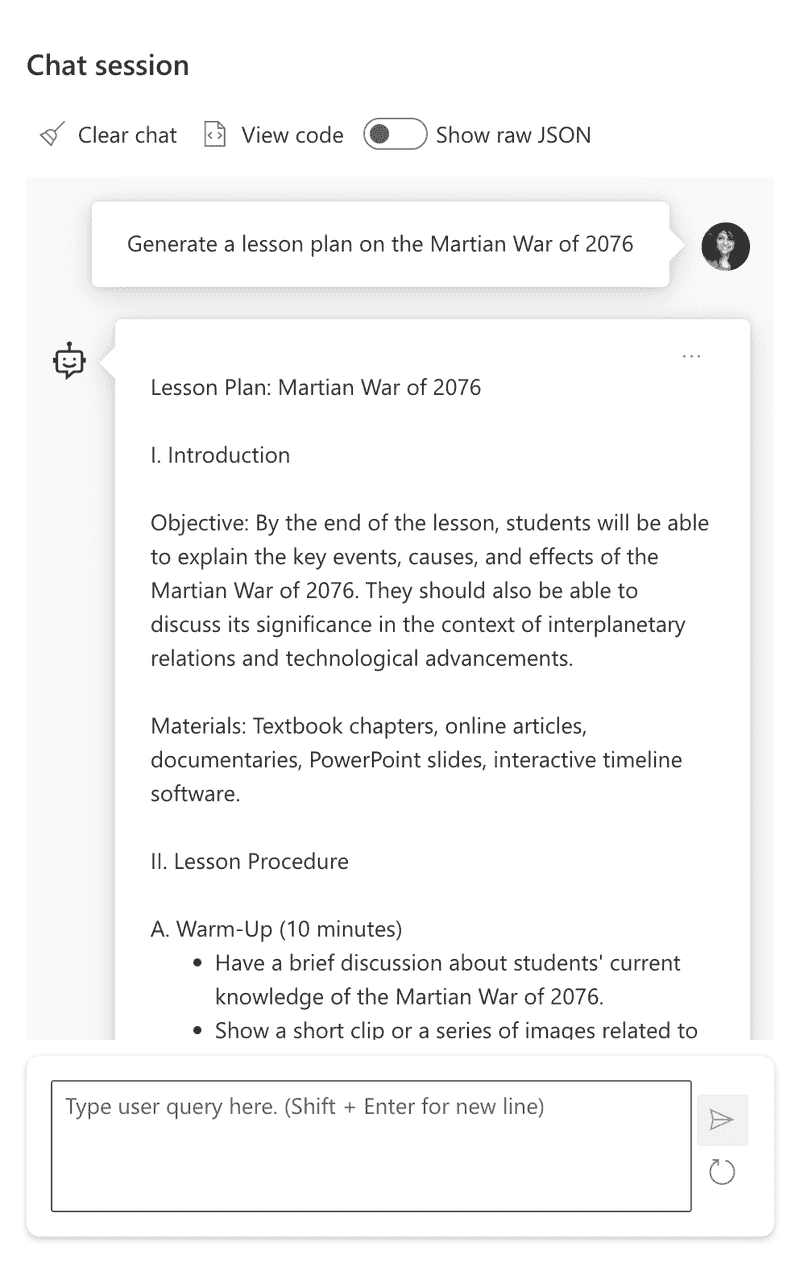 Chat session
Clear chat View code Show raw JSON
Generate a lesson plan on the Martian War of 2076
...
Lesson Plan: Martian War of 2076
I. Introduction
Objective: By the end of the lesson, students will be able
to explain the key events, causes, and effects of the
Martian War of 2076. They should also be able to
discuss its significance in the context of interplanetary
relations and technological advancements.
Materials: Textbook chapters, online articles,
documentaries, PowerPoint slides, interactive timeline
software.
II. Lesson Procedure
A. Warm-Up (10 minutes)
• Have a brief discussion about students' current
knowledge of the Martian War of 2076.
• Show a short clip or a series of images related to
Type user query here. (Shift + Enter for new line)